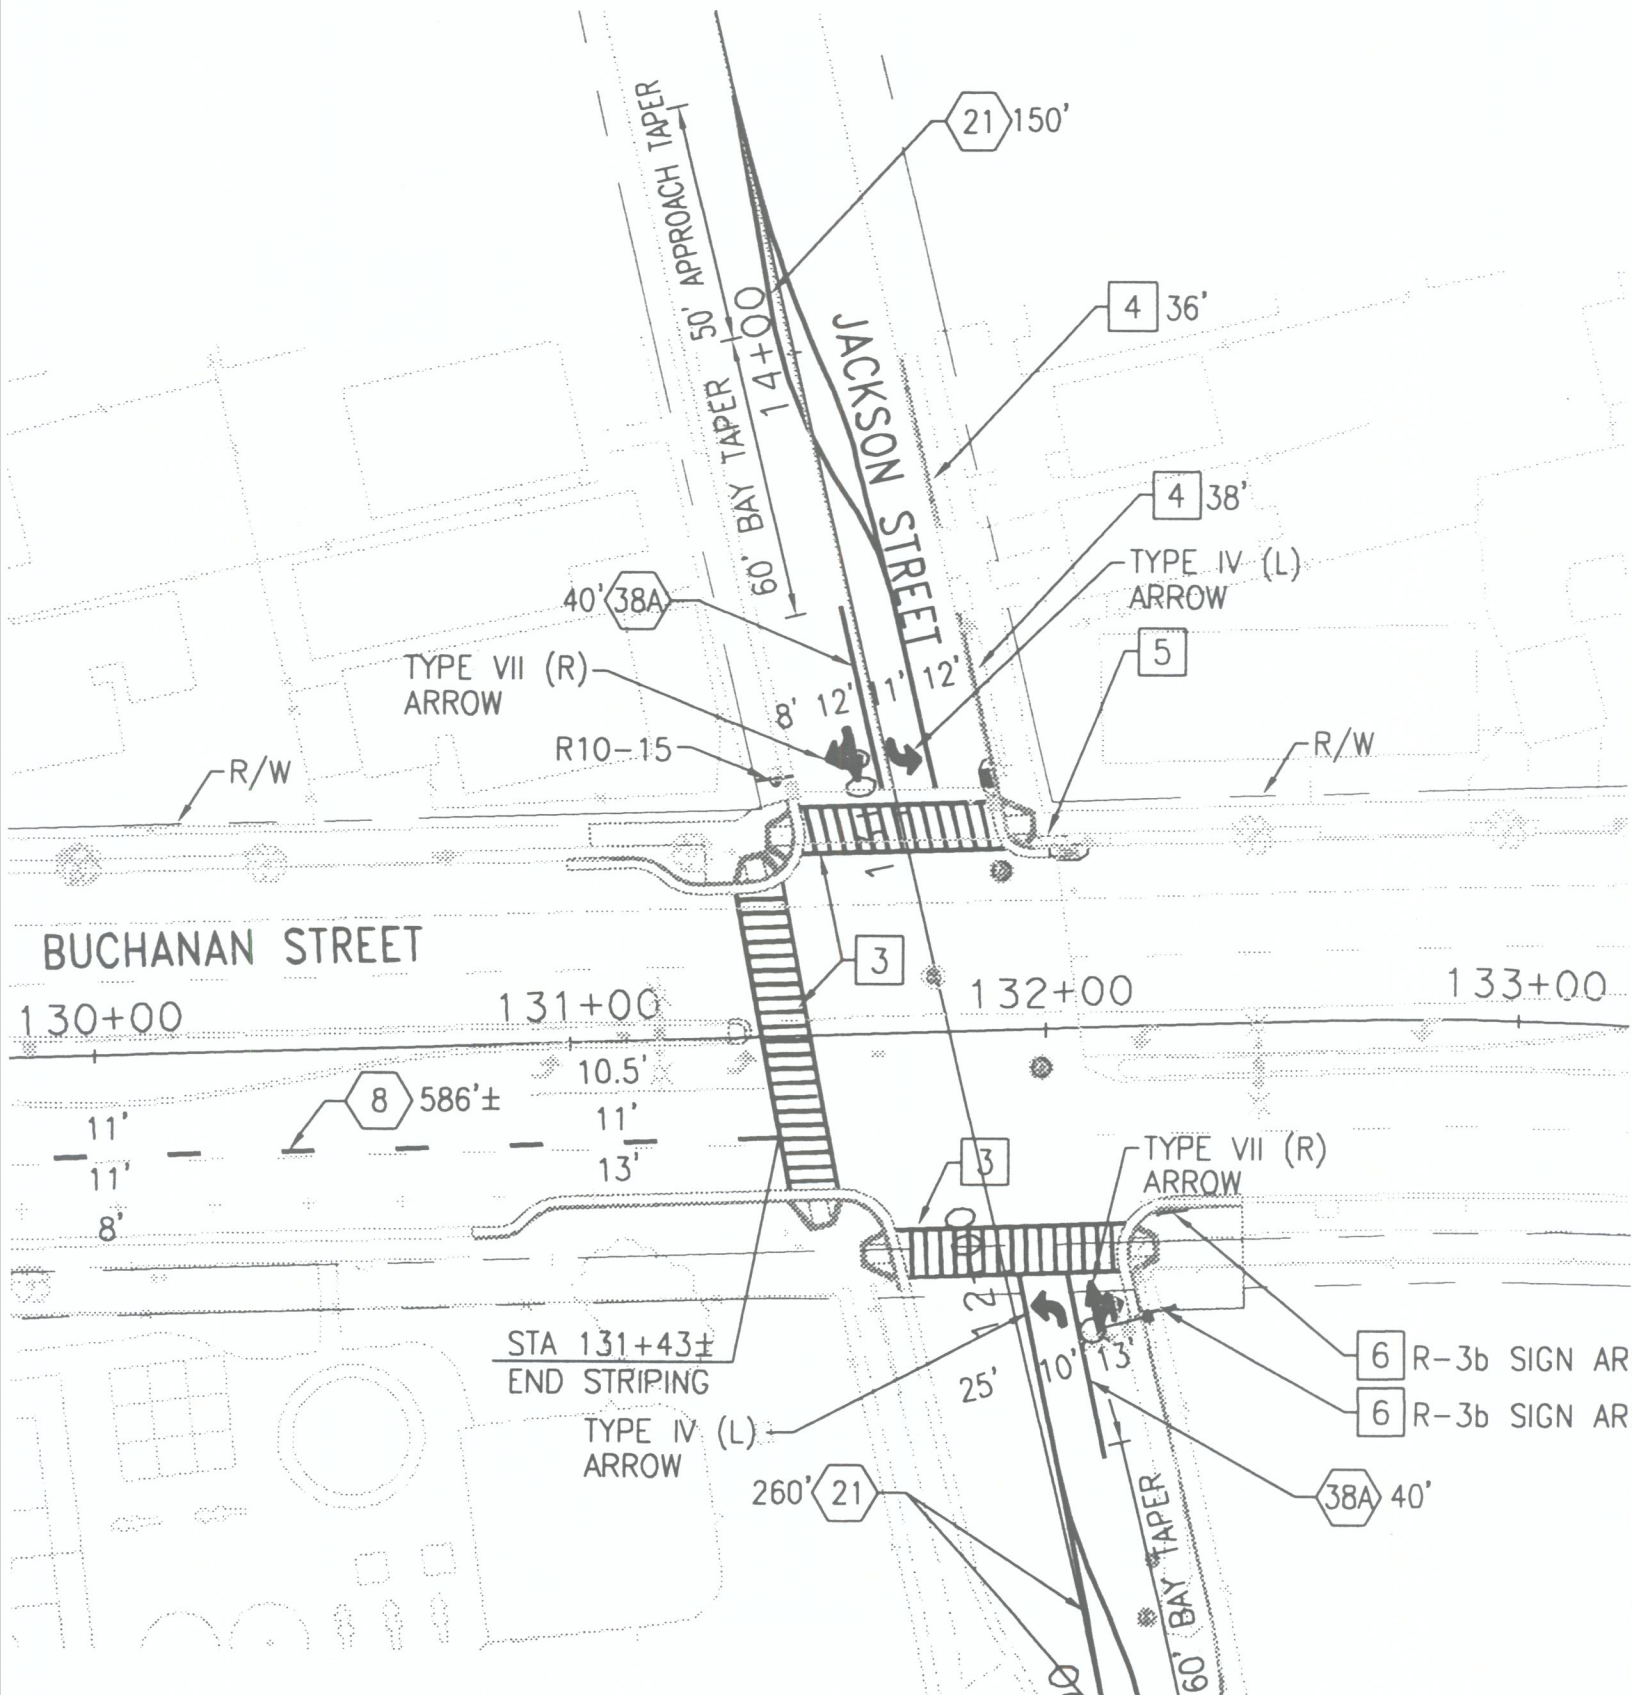 50' APPROACH TAPER
21 150'
14+00
JACKSON STREET
4 36'
60' BAY TAPER
4 38'
TYPE IV (L)
ARROW
40' 38A
5
TYPE VII (R)
ARROW
8' 12' 11' 12'
R10-15
R/W
R/W
BUCHANAN STREET
3
130+00
131+00
132+00
133+00
10.5'
8 586'±
11'
11'
11'
13'
8'
3
TYPE VII (R)
ARROW
STA 131+43±
END STRIPING
25' 10' 13'
6 R-3b SIGN AR
6 R-3b SIGN AR
TYPE IV (L)
ARROW
260' 21
38A 40'
60' BAY TAPER